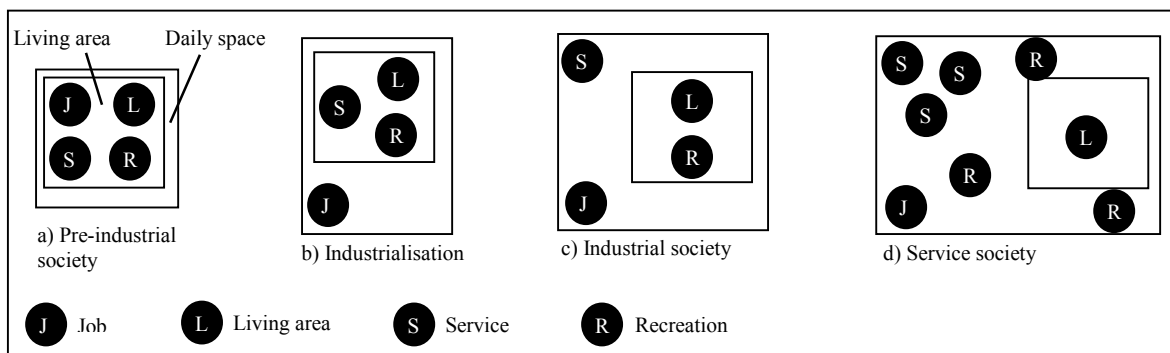 Living area
Daily space
J
L
S
R
L
S
R
J
S
L
R
J
S
S
R
S
L
R
J
R
a) Pre-industrial
society
b) Industrialisation
c) Industrial society
d) Service society
J Job
L Living area
S Service
R Recreation